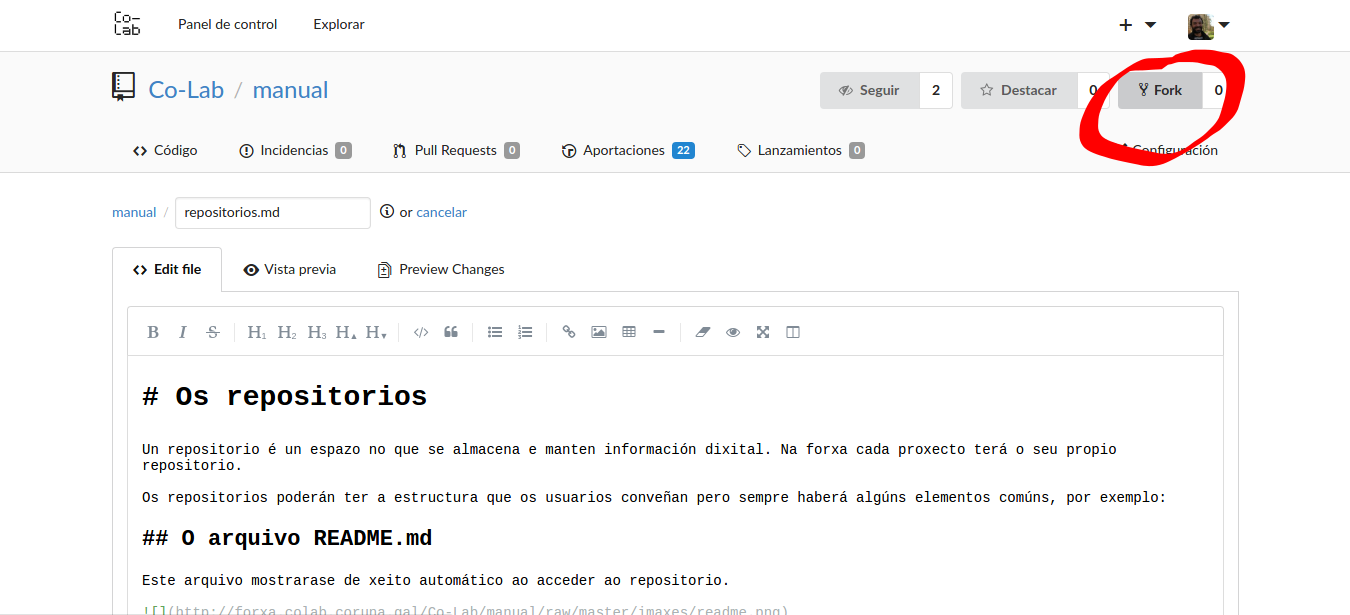 Co-
Lab
Panel de control Explorar +
Co-Lab / manual Seguir 2 Destacar 0 Fork 0
Código Incidencias 0 Pull Requests 0 Aportaciones 22 Lanzamientos 0 Configuración
manual / repositorios.md or cancelar
Edit file Vista previa Preview Changes
B I S H1 H2 H3 H▲ H▼
# Os repositorios
Un repositorio é un espazo no que se almacena e manten información dixital. Na forxa cada proxecto terá o seu propio
repositorio.
Os repositorios poderán ter a estructura que os usuarios conveñan pero sempre haberá algúns elementos comúns, por exemplo:
## O arquivo README.md
Este arquivo mostrarase de xeito automático ao acceder ao repositorio.
![](http://forxa.colab.coruna.gal/Co-Lab/manual/raw/master/imaxes/readme.png)